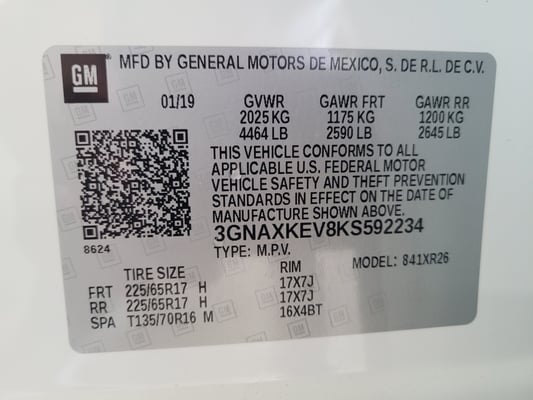 GM MFD BY GENERAL MOTORS DE MEXICO, S. DE R.L. DE C.V.
01/19 GVWR GAWR FRT GAWR RR
2025 KG 1175 KG 1200 KG
4464 LB 2590 LB 2645 LB
THIS VEHICLE CONFORMS TO ALL
APPLICABLE U.S. FEDERAL MOTOR
VEHICLE SAFETY AND THEFT PREVENTION
STANDARDS IN EFFECT ON THE DATE OF
MANUFACTURE SHOWN ABOVE.
3GNAXKEV8KS592234
8624
TYPE: M.P.V. MODEL: 841XR26
TIRE SIZE RIM
FRT 225/65R17 H 17X7J
RR 225/65R17 H 17X7J
SPA T135/70R16 M 16X4BT